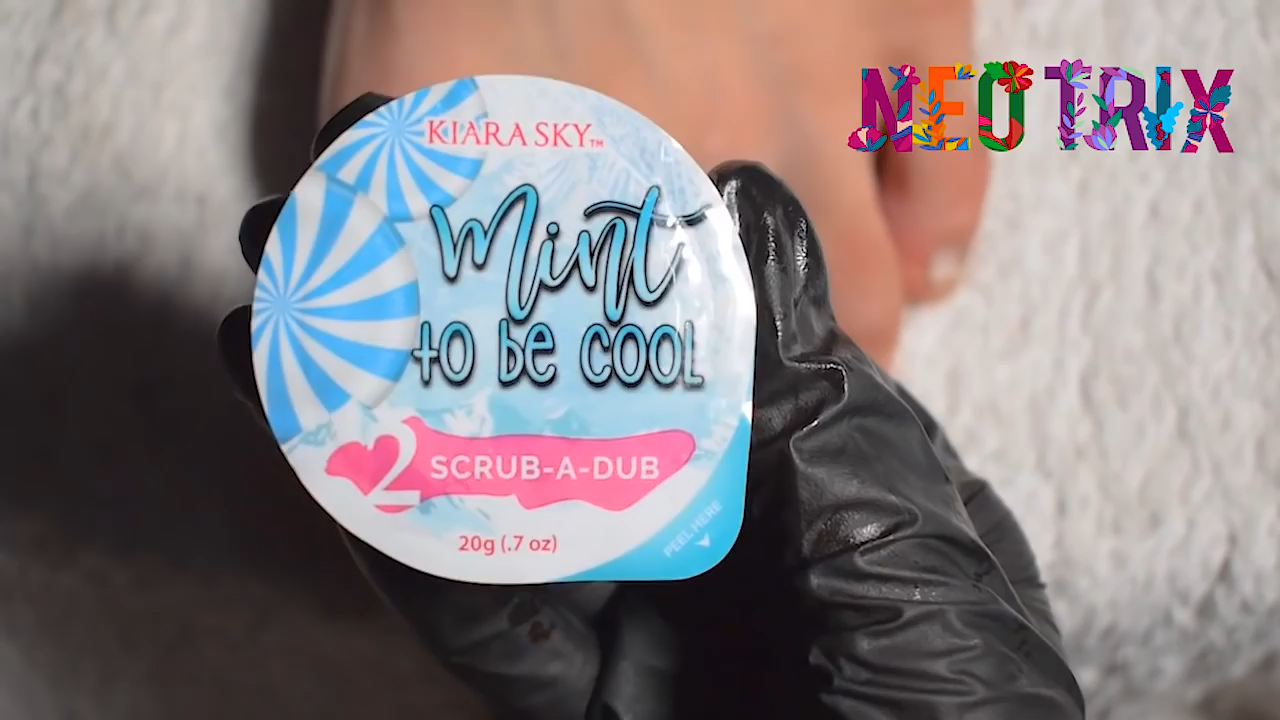 NEO TRIX
KIARA SKY™
Mint
to be COOL
2 SCRUB-A-DUB
20g (.7 oz)
PEEL HERE